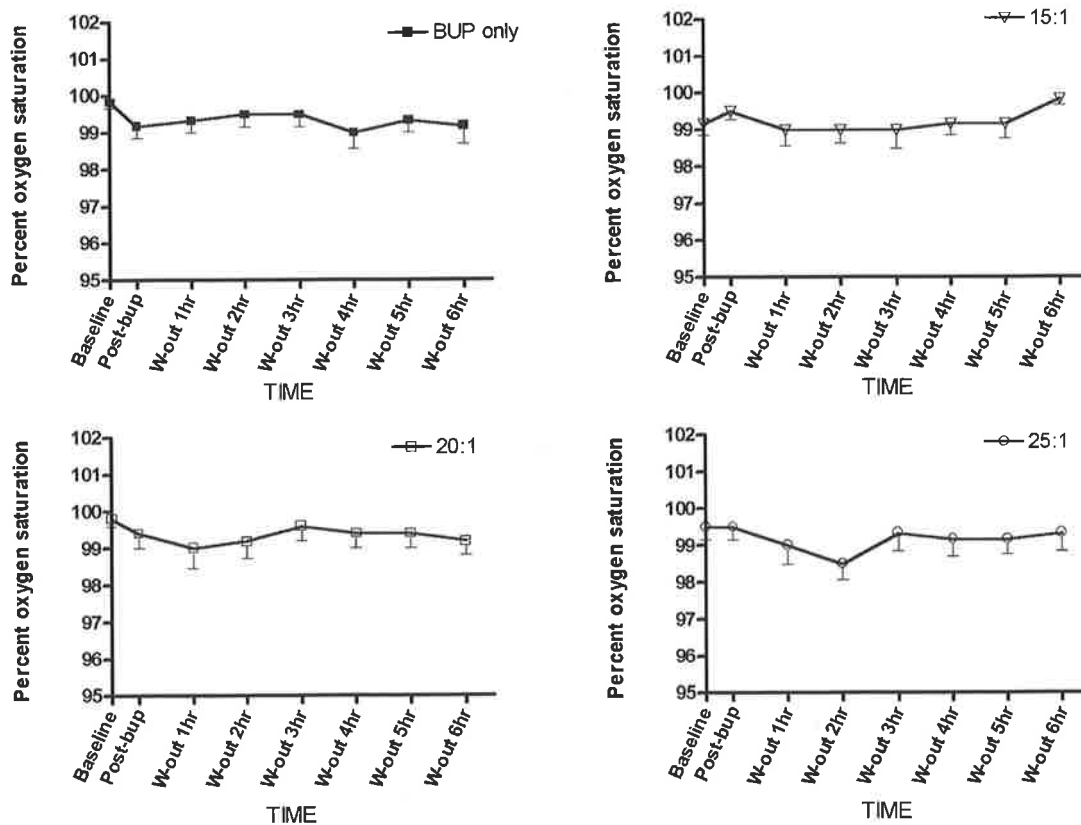 BUP only
Percent oxygen saturation
102
101
100
99
98
97
96
95
Baseline
Post-bup
W-out 1hr
W-out 2hr
W-out 3hr
W-out 4hr
W-out 5hr
W-out 6hr
TIME
15:1
Percent oxygen saturation
102
101
100
99
98
97
96
95
Baseline
Post-bup
W-out 1hr
W-out 2hr
W-out 3hr
W-out 4hr
W-out 5hr
W-out 6hr
TIME
20:1
Percent oxygen saturation
102
101
100
99
98
97
96
95
Baseline
Post-bup
W-out 1hr
W-out 2hr
W-out 3hr
W-out 4hr
W-out 5hr
W-out 6hr
TIME
25:1
Percent oxygen saturation
102
101
100
99
98
97
96
95
Baseline
Post-bup
W-out 1hr
W-out 2hr
W-out 3hr
W-out 4hr
W-out 5hr
W-out 6hr
TIME